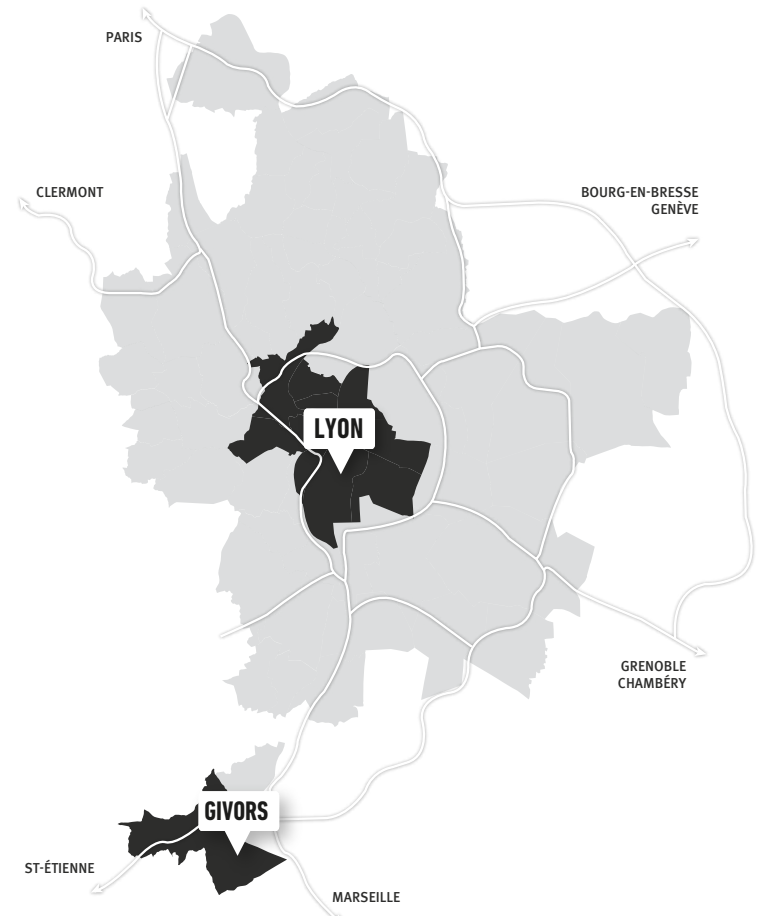 PARIS
CLERMONT
BOURG-EN-BRESSE
GENÈVE
LYON
GRENOBLE
CHAMBÉRY
GIVORS
ST-ÉTIENNE
MARSEILLE